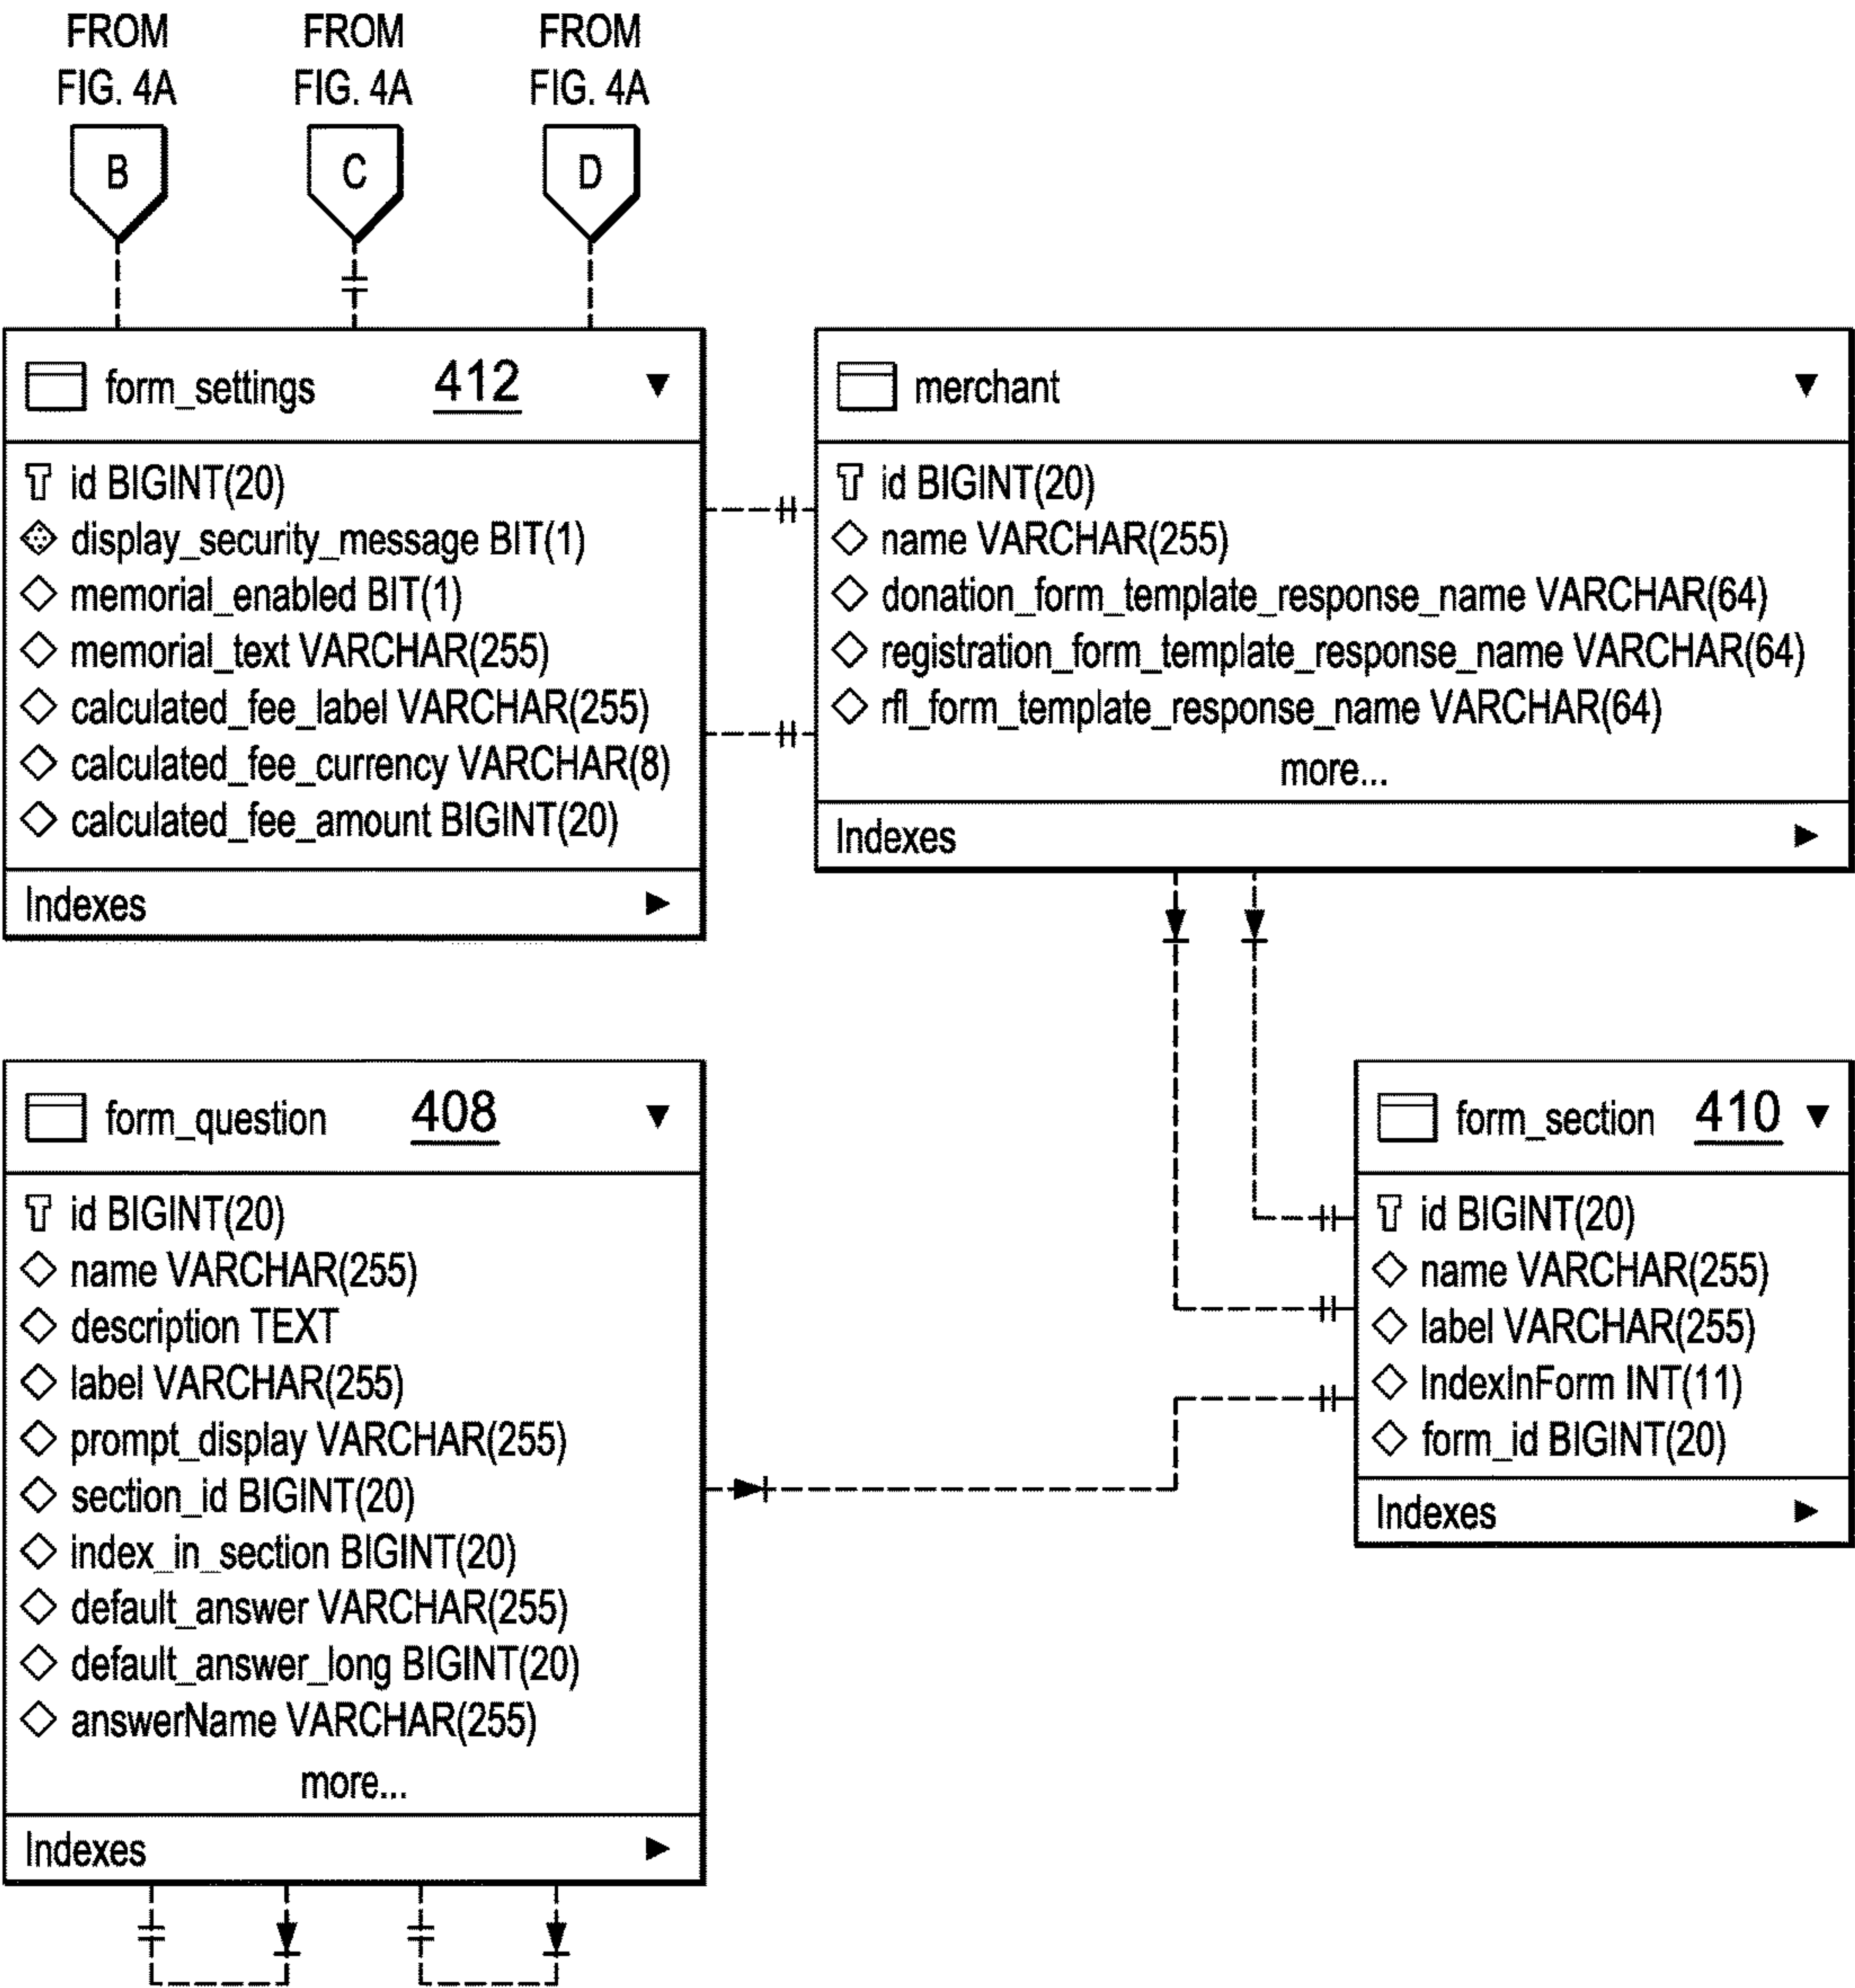 FROM FROM FROM
FIG. 4A FIG. 4A FIG. 4A
B C D
form_settings 412
id BIGINT(20)
display_security_message BIT(1)
memorial_enabled BIT(1)
memorial_text VARCHAR(255)
calculated_fee_label VARCHAR(255)
calculated_fee_currency VARCHAR(8)
calculated_fee_amount BIGINT(20)
Indexes
merchant
id BIGINT(20)
name VARCHAR(255)
donation_form_template_response_name VARCHAR(64)
registration_form_template_response_name VARCHAR(64)
rfl_form_template_response_name VARCHAR(64)
more...
Indexes
form_question 408
id BIGINT(20)
name VARCHAR(255)
description TEXT
label VARCHAR(255)
prompt_display VARCHAR(255)
section_id BIGINT(20)
index_in_section BIGINT(20)
default_answer VARCHAR(255)
default_answer_long BIGINT(20)
answerName VARCHAR(255)
more...
Indexes
form_section 410
id BIGINT(20)
name VARCHAR(255)
label VARCHAR(255)
IndexInForm INT(11)
form_id BIGINT(20)
Indexes